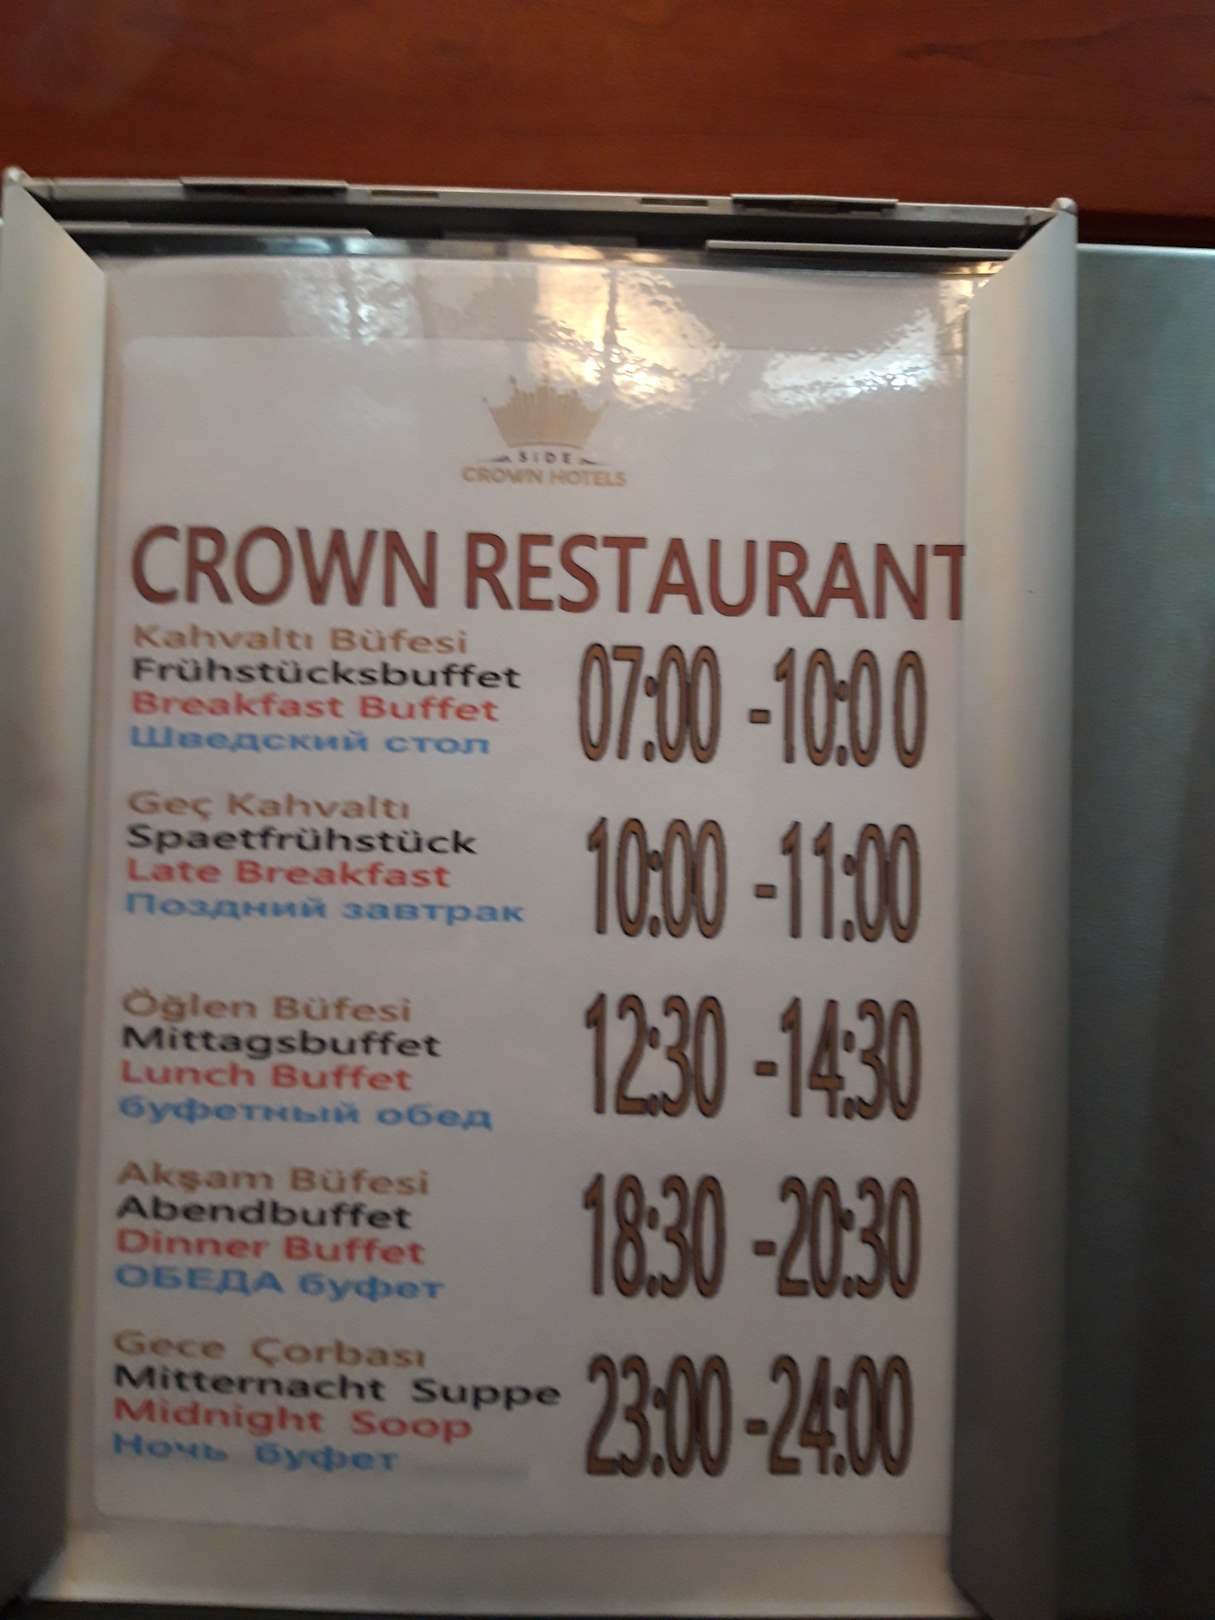 SIDE
CROWN HOTELS
CROWN RESTAURANT
Kahvaltı Büfesi
Frühstücksbuffet
Breakfast Buffet
Шведский стол
07:00 -10:00
Geç Kahvaltı
Spaetfrühstück
Late Breakfast
Поздний завтрак
10:00 -11:00
Öğlen Büfesi
Mittagsbuffet
Lunch Buffet
буфетный обед
12:30 -14:30
Akşam Büfesi
Abendbuffet
Dinner Buffet
ОБЕДА буфет
18:30 -20:30
Gece Çorbası
Mitternacht Suppe
Midnight Soop
Ночь буфет
23:00 -24:00